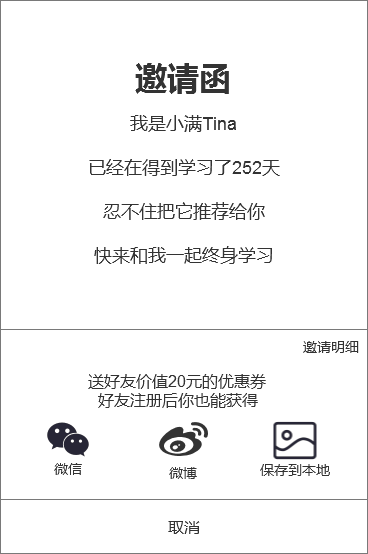 邀请函
我是小满Tina
已经在得到学习了252天
忍不住把它推荐给你
快来和我一起终身学习
邀请明细
送好友价值20元的优惠券
好友注册后你也能获得
微信
微博
保存到本地
取消